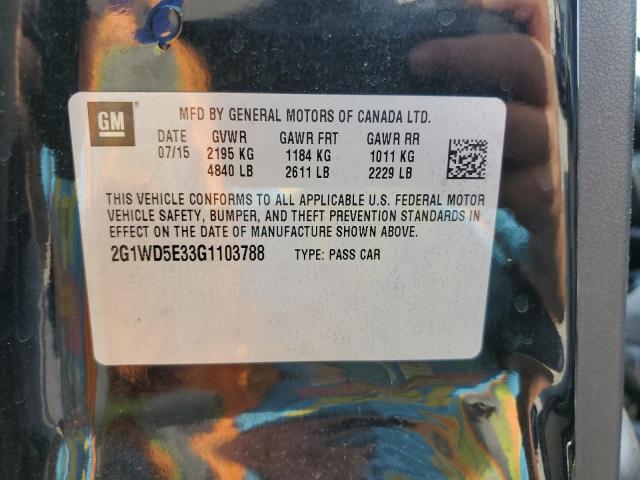 GM ®
MFD BY GENERAL MOTORS OF CANADA LTD.
DATE GVWR GAWR FRT GAWR RR
07/15 2195 KG 1184 KG 1011 KG
4840 LB 2611 LB 2229 LB
THIS VEHICLE CONFORMS TO ALL APPLICABLE U.S. FEDERAL MOTOR
VEHICLE SAFETY, BUMPER, AND THEFT PREVENTION STANDARDS IN
EFFECT ON THE DATE OF MANUFACTURE SHOWN ABOVE.
2G1WD5E33G1103788 TYPE: PASS CAR